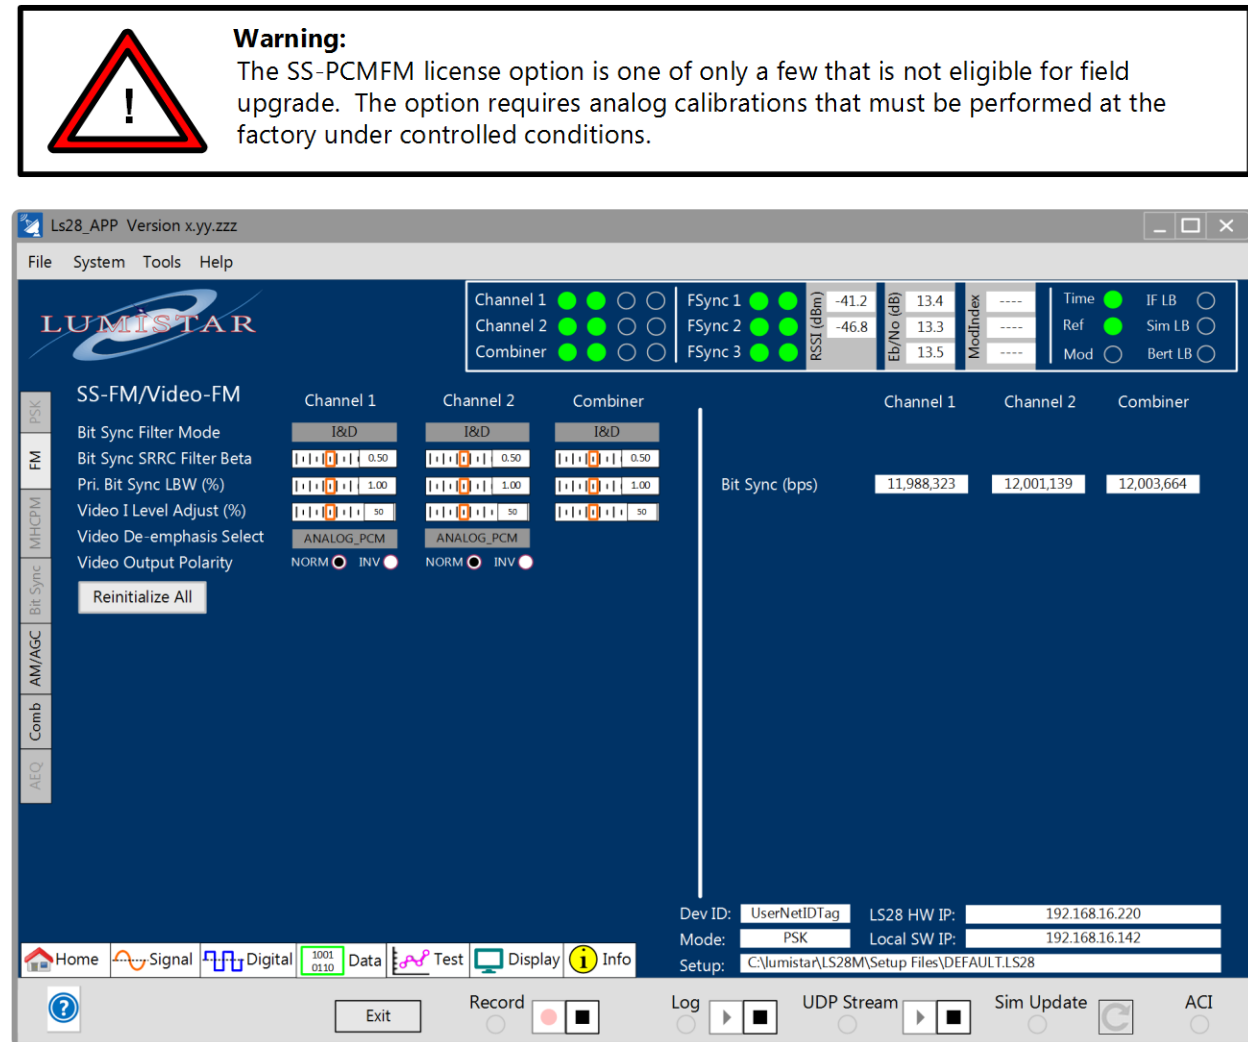 Warning:
The SS-PCMFM license option is one of only a few that is not eligible for field
upgrade. The option requires analog calibrations that must be performed at the
factory under controlled conditions.
Ls28_APP Version x.yy.zzz
File System Tools Help
LUMISTAR
Channel 1 FSync 1 RSSI (dBm) -41.2 Eb/No (dB) 13.4 ModIndex ---- Time IF LB
Channel 2 FSync 2 -46.8 13.3 ---- Ref Sim LB
Combiner FSync 3 13.5 ---- Mod Bert LB
PSK
FM
MHCPM
Bit Sync
AM/AGC
Comb
AEQ
SS-FM/Video-FM Channel 1 Channel 2 Combiner
Bit Sync Filter Mode I&D I&D I&D
Bit Sync SRRC Filter Beta 0.50 0.50 0.50
Pri. Bit Sync LBW (%) 1.00 1.00 1.00
Video I Level Adjust (%) 50 50 50
Video De-emphasis Select ANALOG_PCM ANALOG_PCM
Video Output Polarity NORM INV NORM INV
Reinitialize All
Channel 1 Channel 2 Combiner
Bit Sync (bps) 11,988,323 12,001,139 12,003,664
Dev ID: UserNetIDTag LS28 HW IP: 192.168.16.220
Mode: PSK Local SW IP: 192.168.16.142
Setup: C:\lumistar\LS28M\Setup Files\DEFAULT.LS28
Home Signal Digital 1001 0110 Data Test Display i Info
? Exit Record Log UDP Stream Sim Update C ACI